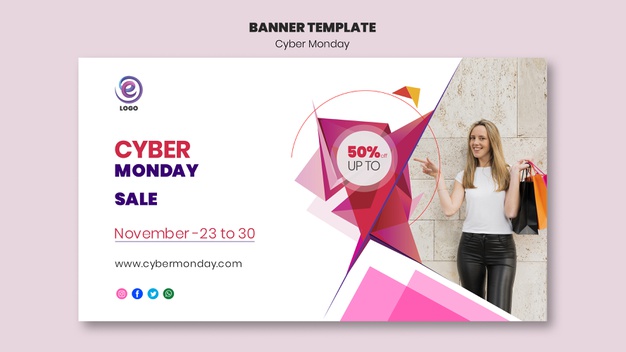 BANNER TEMPLATE
Cyber Monday
e
LOGO
CYBER
MONDAY
SALE
November -23 to 30
www.cybermonday.com
50% off
UP TO